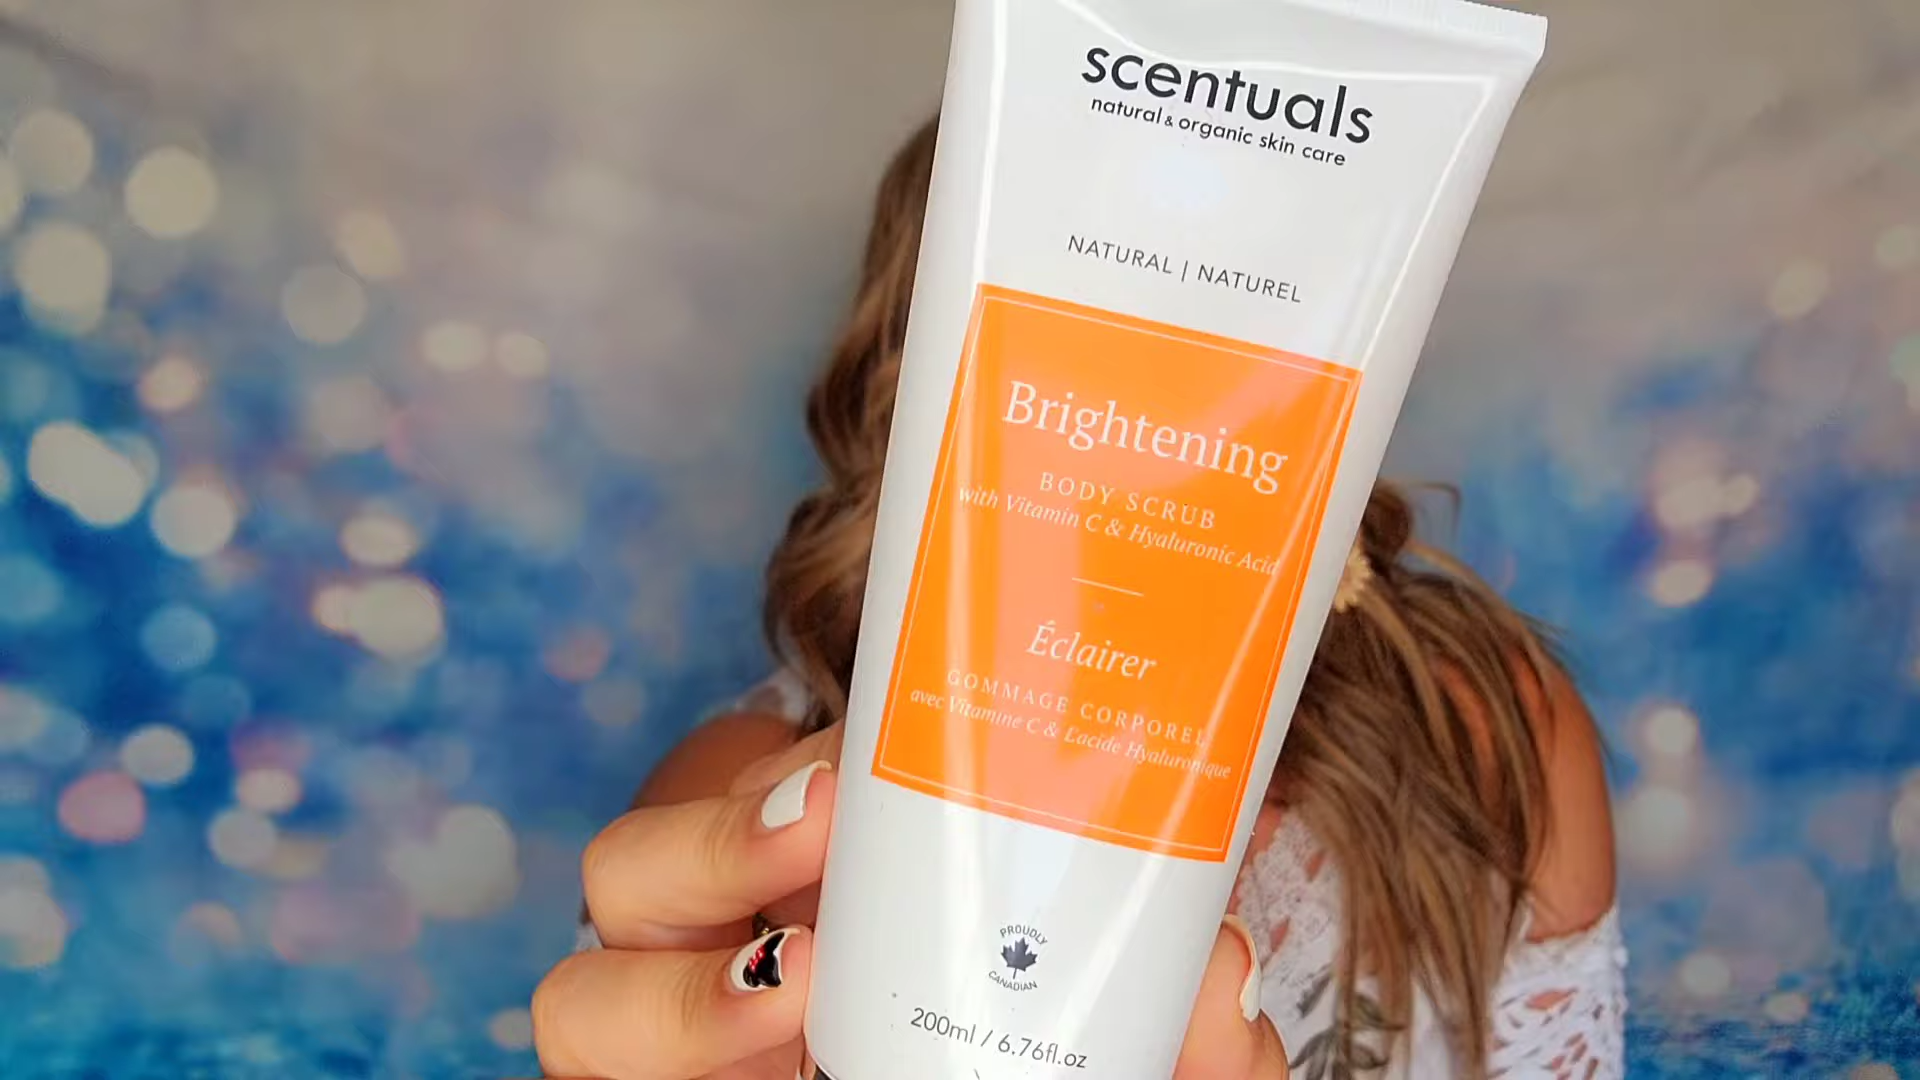 scentuals
natural & organic skin care
NATURAL | NATUREL
Brightening
BODY SCRUB
with Vitamin C & Hyaluronic Acid
Éclairer
GOMMAGE CORPOREL
avec Vitamine C & Lacide Hyaluronique
PROUDLY
CANADIAN
200ml / 6.76fl.oz